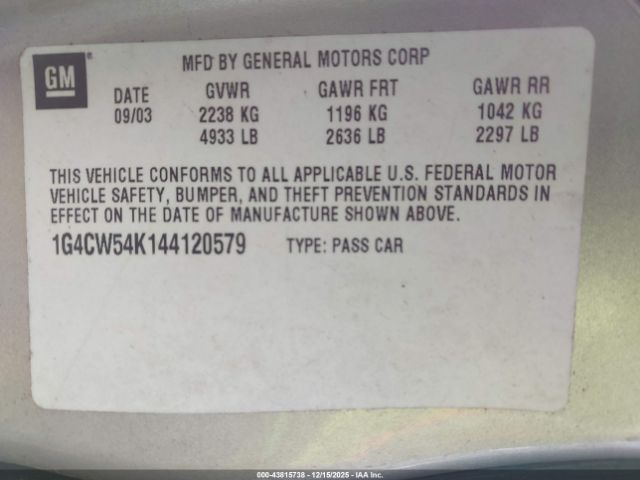 GM®
MFD BY GENERAL MOTORS CORP
DATE GVWR GAWR FRT GAWR RR
09/03 2238 KG 1196 KG 1042 KG
4933 LB 2636 LB 2297 LB
THIS VEHICLE CONFORMS TO ALL APPLICABLE U.S. FEDERAL MOTOR
VEHICLE SAFETY, BUMPER, AND THEFT PREVENTION STANDARDS IN
EFFECT ON THE DATE OF MANUFACTURE SHOWN ABOVE.
1G4CW54K144120579 TYPE: PASS CAR
000-43815738 - 12/15/2025 - IAA Inc.